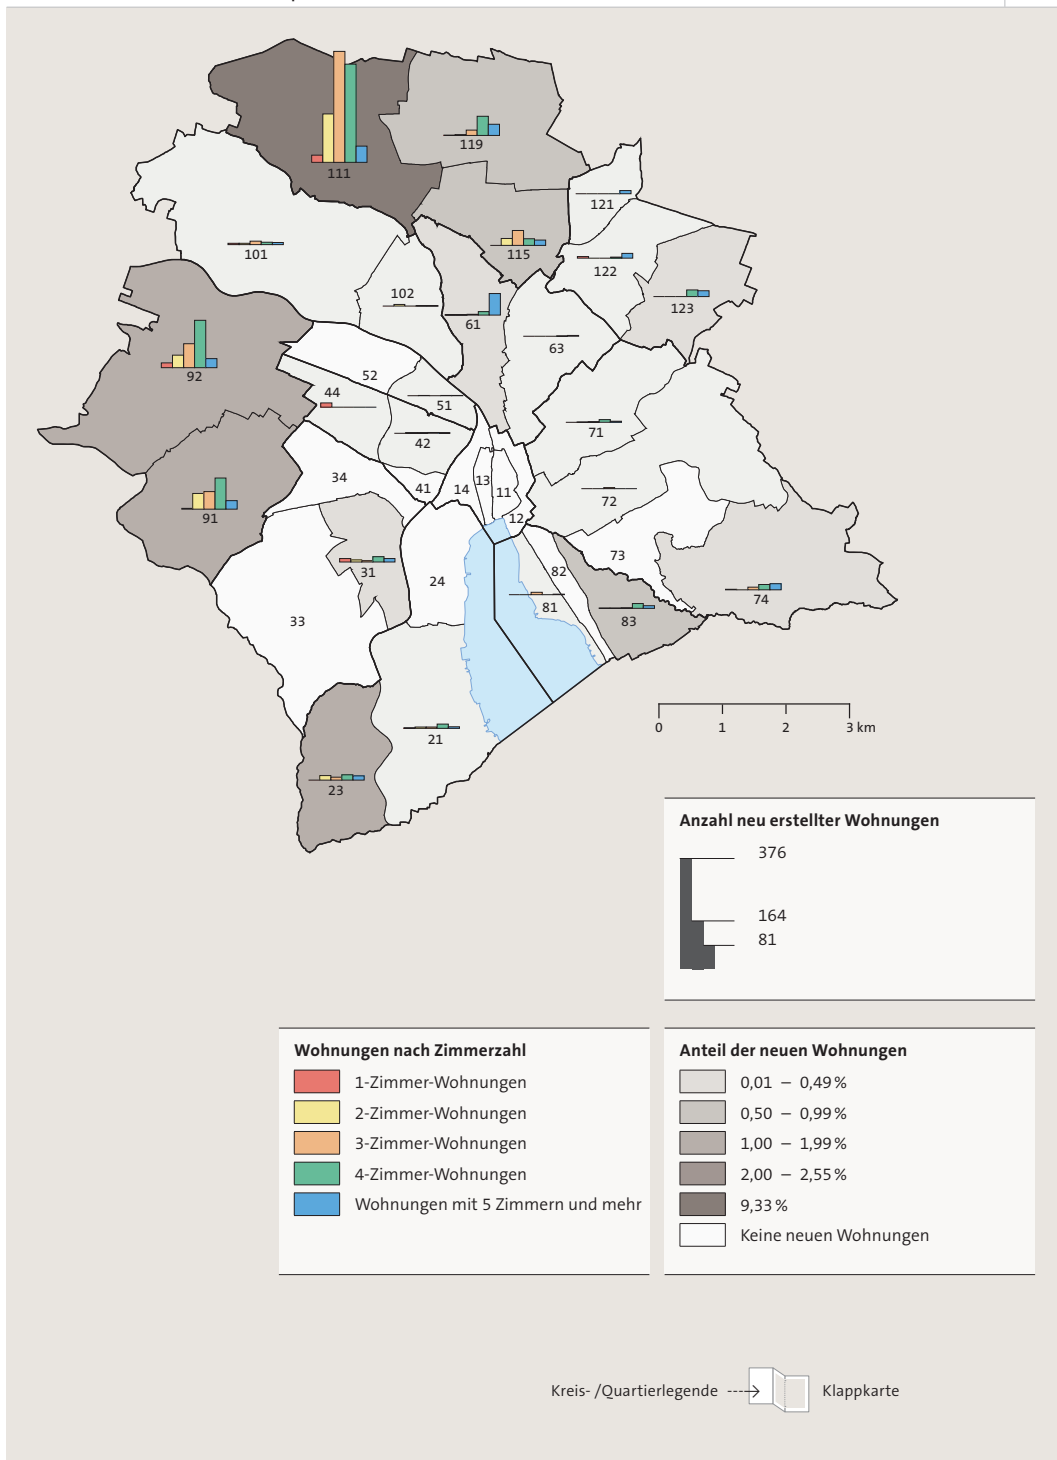 111
119
121
101
115
122
102
123
61
63
92
52
44
51
71
42
34
13
41
14
11
72
91
12
73
31
82
24
74
81
33
83
21
23
0 1 2 3 km
Anzahl neu erstellter Wohnungen
376
164
81
Wohnungen nach Zimmerzahl
1-Zimmer-Wohnungen
2-Zimmer-Wohnungen
3-Zimmer-Wohnungen
4-Zimmer-Wohnungen
Wohnungen mit 5 Zimmern und mehr
Anteil der neuen Wohnungen
0,01 – 0,49 %
0,50 – 0,99 %
1,00 – 1,99 %
2,00 – 2,55 %
9,33 %
Keine neuen Wohnungen
Kreis- /Quartierlegende
Klappkarte